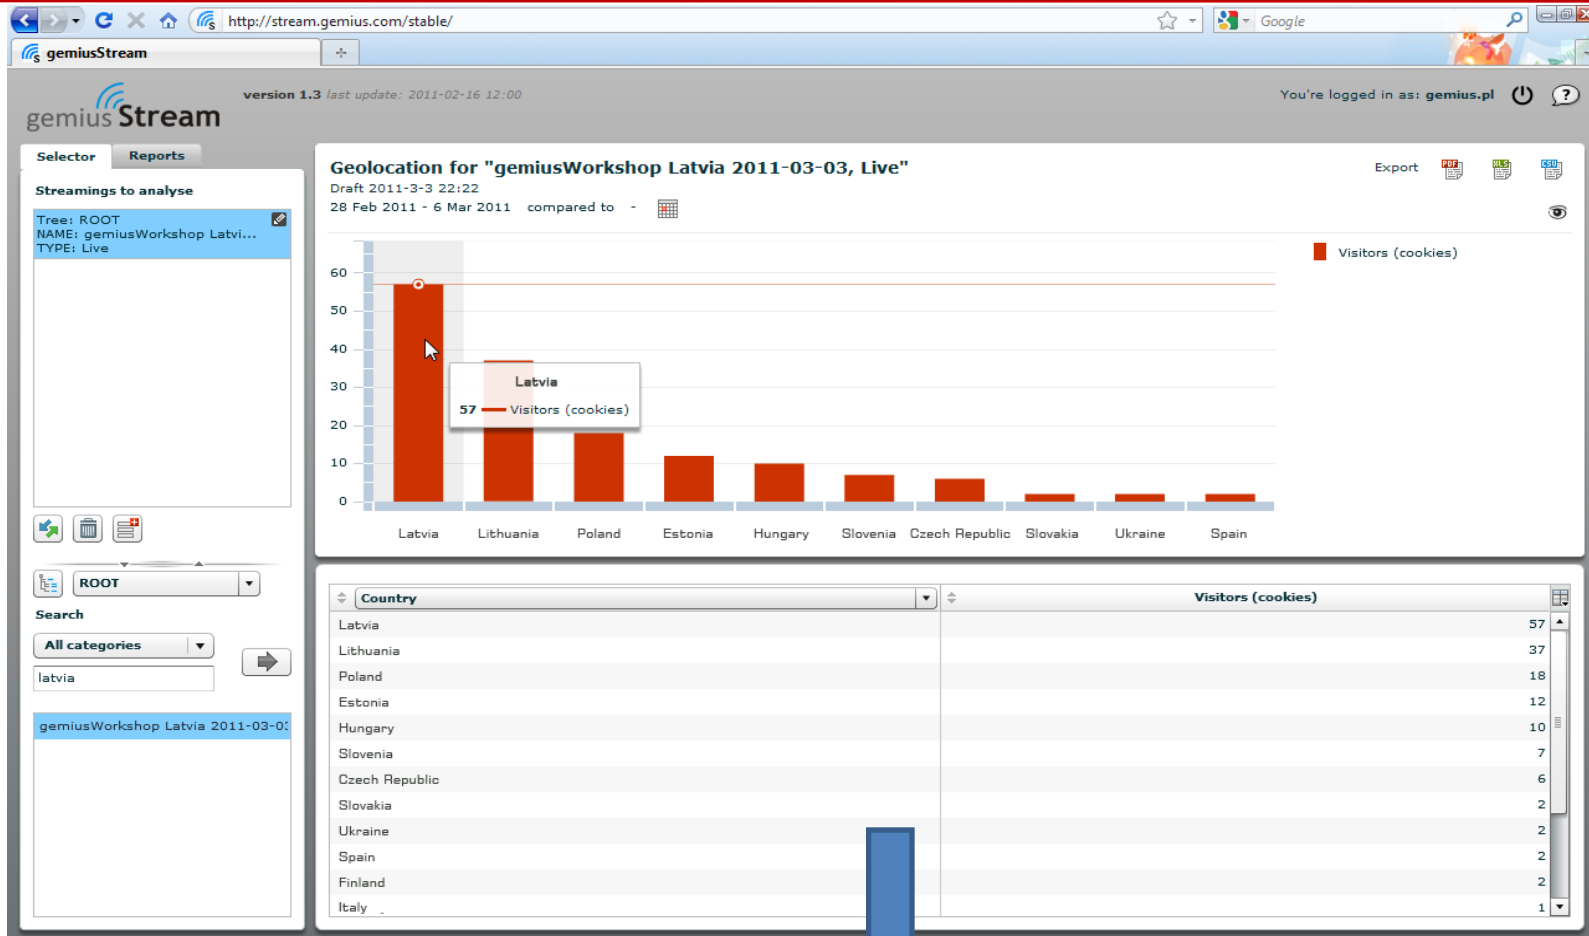 http://stream.gemius.com/stable/
Google
gemiusStream
gemius Stream
version 1.3 last update: 2011-02-16 12:00
You're logged in as: gemius.pl
Selector
Reports
Streamings to analyse
Tree: ROOT
NAME: gemiusWorkshop Latvi...
TYPE: Live
ROOT
Search
All categories
latvia
gemiusWorkshop Latvia 2011-03-0
Geolocation for "gemiusWorkshop Latvia 2011-03-03, Live"
Draft 2011-3-3 22:22
28 Feb 2011 - 6 Mar 2011 compared to -
Export PDF XLS CSV
Visitors (cookies)
60
50
40
30
20
10
0
Latvia
57 Visitors (cookies)
Latvia Lithuania Poland Estonia Hungary Slovenia Czech Republic Slovakia Ukraine Spain
Country Visitors (cookies)
Latvia 57
Lithuania 37
Poland 18
Estonia 12
Hungary 10
Slovenia 7
Czech Republic 6
Slovakia 2
Ukraine 2
Spain 2
Finland 2
Italy 1